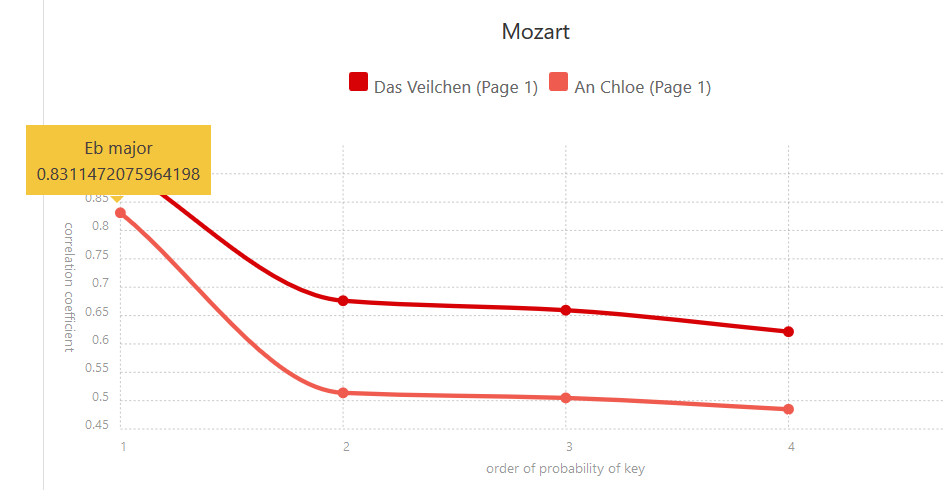 Mozart
Das Veilchen (Page 1) An Chloe (Page 1)
Eb major
0.8311472075964198
0.85
0.8
0.75
0.7
0.65
0.6
0.55
0.5
0.45
correlation coefficient
1 2 3 4
order of probability of key